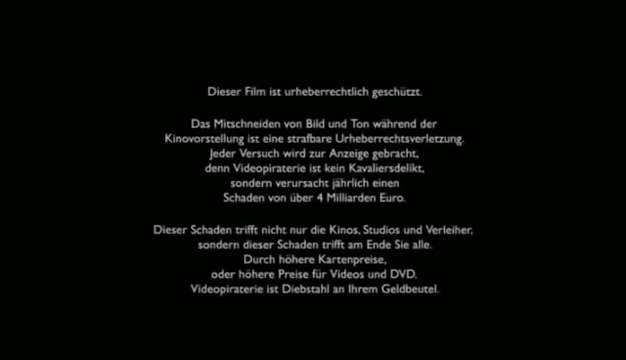 Dieser Film ist urheberrechtlich geschützt.
Das Mitschneiden von Bild und Ton während der
Kinovorstellung ist eine strafbare Urheberrechtsverletzung.
Jeder Versuch wird zur Anzeige gebracht,
denn Videopiraterie ist kein Kavaliersdelikt,
sondern verursacht jährlich einen
Schaden von über 4 Milliarden Euro.
Dieser Schaden trifft nicht nur die Kinos, Studios und Verleiher,
sondern dieser Schaden trifft am Ende Sie alle.
Durch höhere Kartenpreise,
oder höhere Preise für Videos und DVD.
Videopiraterie ist Diebstahl an Ihrem Geldbeutel.